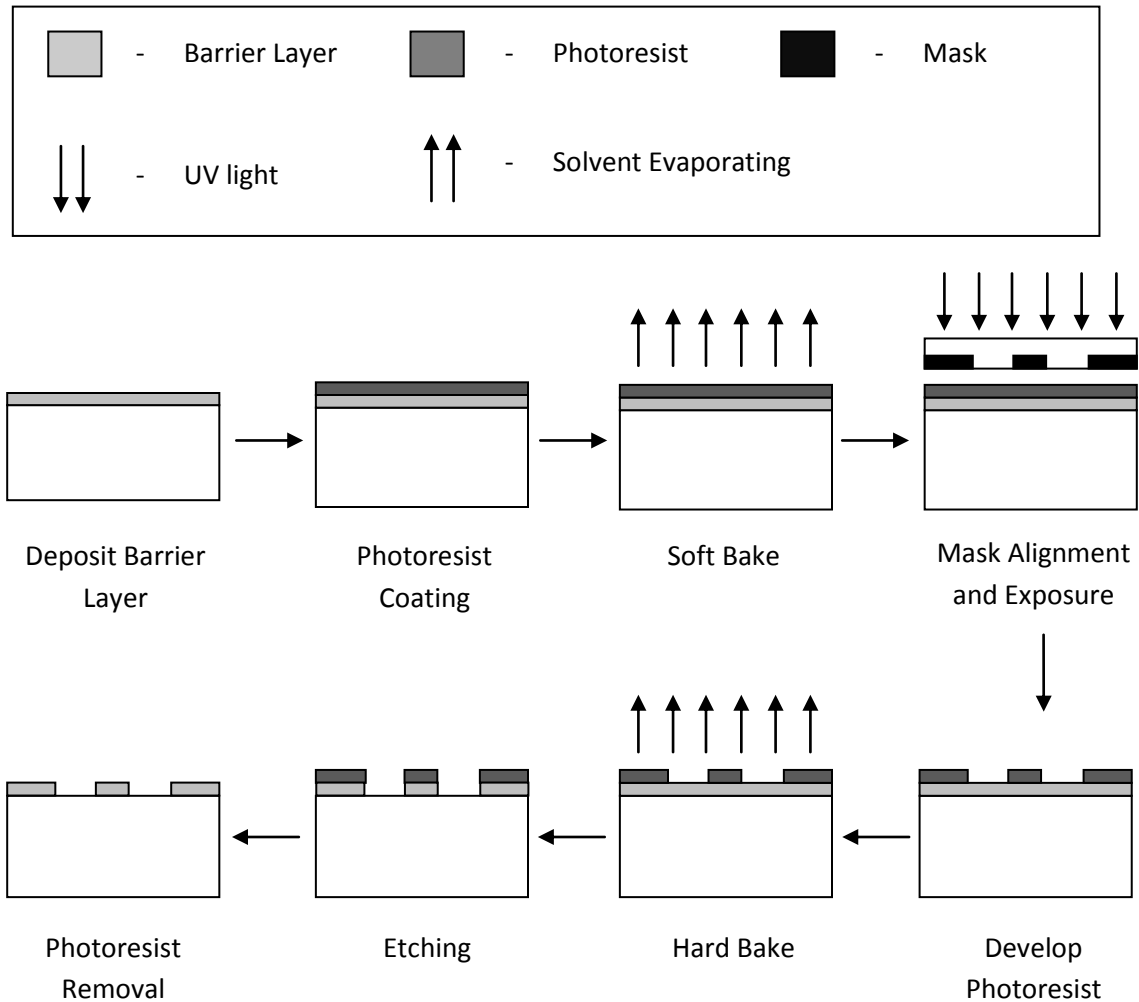 - Barrier Layer - Photoresist - Mask
- UV light - Solvent Evaporating
Deposit Barrier
Layer
Photoresist
Coating
Soft Bake
Mask Alignment
and Exposure
Photoresist
Removal
Etching
Hard Bake
Develop
Photoresist